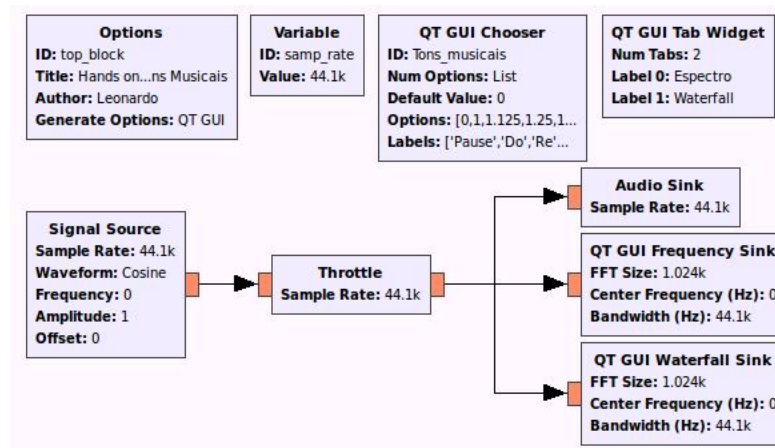 Options
ID: top_block
Title: Hands on...ns Musicais
Author: Leonardo
Generate Options: QT GUI
Variable
ID: samp_rate
Value: 44.1k
QT GUI Chooser
ID: Tons_musicais
Num Options: List
Default Value: 0
Options: [0,1,1.125,1.25,1...
Labels: ['Pause','Do','Re'...
QT GUI Tab Widget
Num Tabs: 2
Label 0: Espectro
Label 1: Waterfall
Signal Source
Sample Rate: 44.1k
Waveform: Cosine
Frequency: 0
Amplitude: 1
Offset: 0
Throttle
Sample Rate: 44.1k
Audio Sink
Sample Rate: 44.1k
QT GUI Frequency Sink
FFT Size: 1.024k
Center Frequency (Hz): 0
Bandwidth (Hz): 44.1k
QT GUI Waterfall Sink
FFT Size: 1.024k
Center Frequency (Hz): 0
Bandwidth (Hz): 44.1k